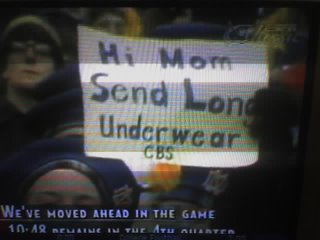 Hi Mom
Send Long
Underwear
CBS
WE'VE MOVED AHEAD IN THE GAME
10:48 REMAINS IN THE 4TH QUARTER